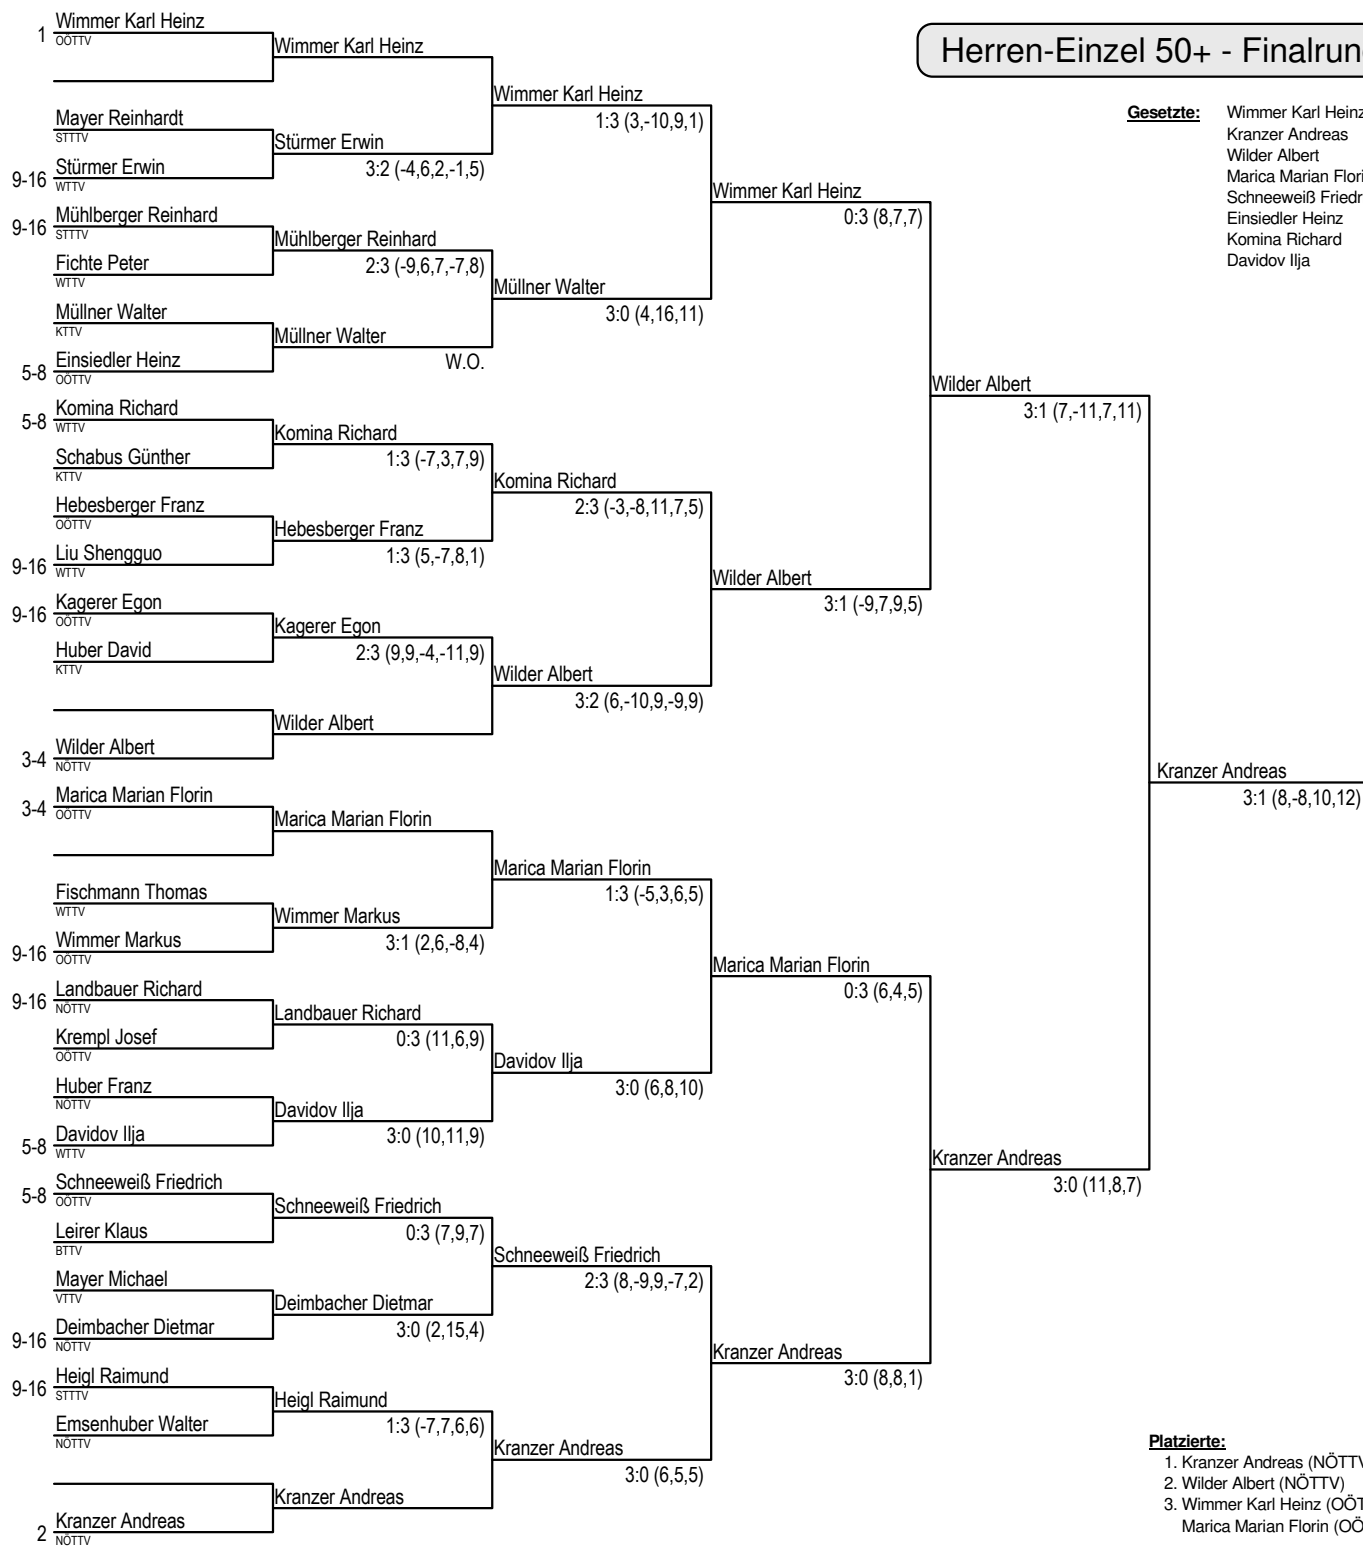 Herren-Einzel 50+ - Finalrun
Gesetzte: Wimmer Karl Heinz
Kranzer Andreas
Wilder Albert
Marica Marian Flori
Schneeweiß Friedr
Einsiedler Heinz
Komina Richard
Davidov Ilja
1 Wimmer Karl Heinz
OÖTTV
Mayer Reinhardt
STTTV
9-16 Stürmer Erwin
WTTV
9-16 Mühlberger Reinhard
STTTV
Fichte Peter
WTTV
Müllner Walter
KTTV
5-8 Einsiedler Heinz
OÖTTV
5-8 Komina Richard
WTTV
Schabus Günther
KTTV
Hebesberger Franz
OÖTTV
9-16 Liu Shengguo
WTTV
9-16 Kagerer Egon
OÖTTV
Huber David
KTTV
3-4 Wilder Albert
NÖTTV
3-4 Marica Marian Florin
OÖTTV
Fischmann Thomas
WTTV
9-16 Wimmer Markus
OÖTTV
9-16 Landbauer Richard
NÖTTV
Krempl Josef
OÖTTV
Huber Franz
NÖTTV
5-8 Davidov Ilja
WTTV
5-8 Schneeweiß Friedrich
OÖTTV
Leirer Klaus
BTTV
Mayer Michael
VTTV
9-16 Deimbacher Dietmar
NÖTTV
9-16 Heigl Raimund
STTTV
Emsenhuber Walter
NÖTTV
2 Kranzer Andreas
NÖTTV
Wimmer Karl Heinz
Stürmer Erwin
3:2 (-4,6,2,-1,5)
Mühlberger Reinhard
2:3 (-9,6,7,-7,8)
Müllner Walter
W.O.
Komina Richard
1:3 (-7,3,7,9)
Hebesberger Franz
1:3 (5,-7,8,1)
Kagerer Egon
2:3 (9,9,-4,-11,9)
Wilder Albert
Marica Marian Florin
Wimmer Markus
3:1 (2,6,-8,4)
Landbauer Richard
0:3 (11,6,9)
Davidov Ilja
3:0 (10,11,9)
Schneeweiß Friedrich
0:3 (7,9,7)
Deimbacher Dietmar
3:0 (2,15,4)
Heigl Raimund
1:3 (-7,7,6,6)
Kranzer Andreas
Wimmer Karl Heinz
1:3 (3,-10,9,1)
Müllner Walter
3:0 (4,16,11)
Komina Richard
2:3 (-3,-8,11,7,5)
Wilder Albert
3:2 (6,-10,9,-9,9)
Marica Marian Florin
1:3 (-5,3,6,5)
Davidov Ilja
3:0 (6,8,10)
Schneeweiß Friedrich
2:3 (8,-9,9,-7,2)
Kranzer Andreas
3:0 (6,5,5)
Wimmer Karl Heinz
0:3 (8,7,7)
Wilder Albert
3:1 (-9,7,9,5)
Marica Marian Florin
0:3 (6,4,5)
Kranzer Andreas
3:0 (8,8,1)
Wilder Albert
3:1 (7,-11,7,11)
Kranzer Andreas
3:0 (11,8,7)
Kranzer Andreas
3:1 (8,-8,10,12)
Platzierte:
1. Kranzer Andreas (NÖTTV
2. Wilder Albert (NÖTTV)
3. Wimmer Karl Heinz (OÖT
Marica Marian Florin (OÖ